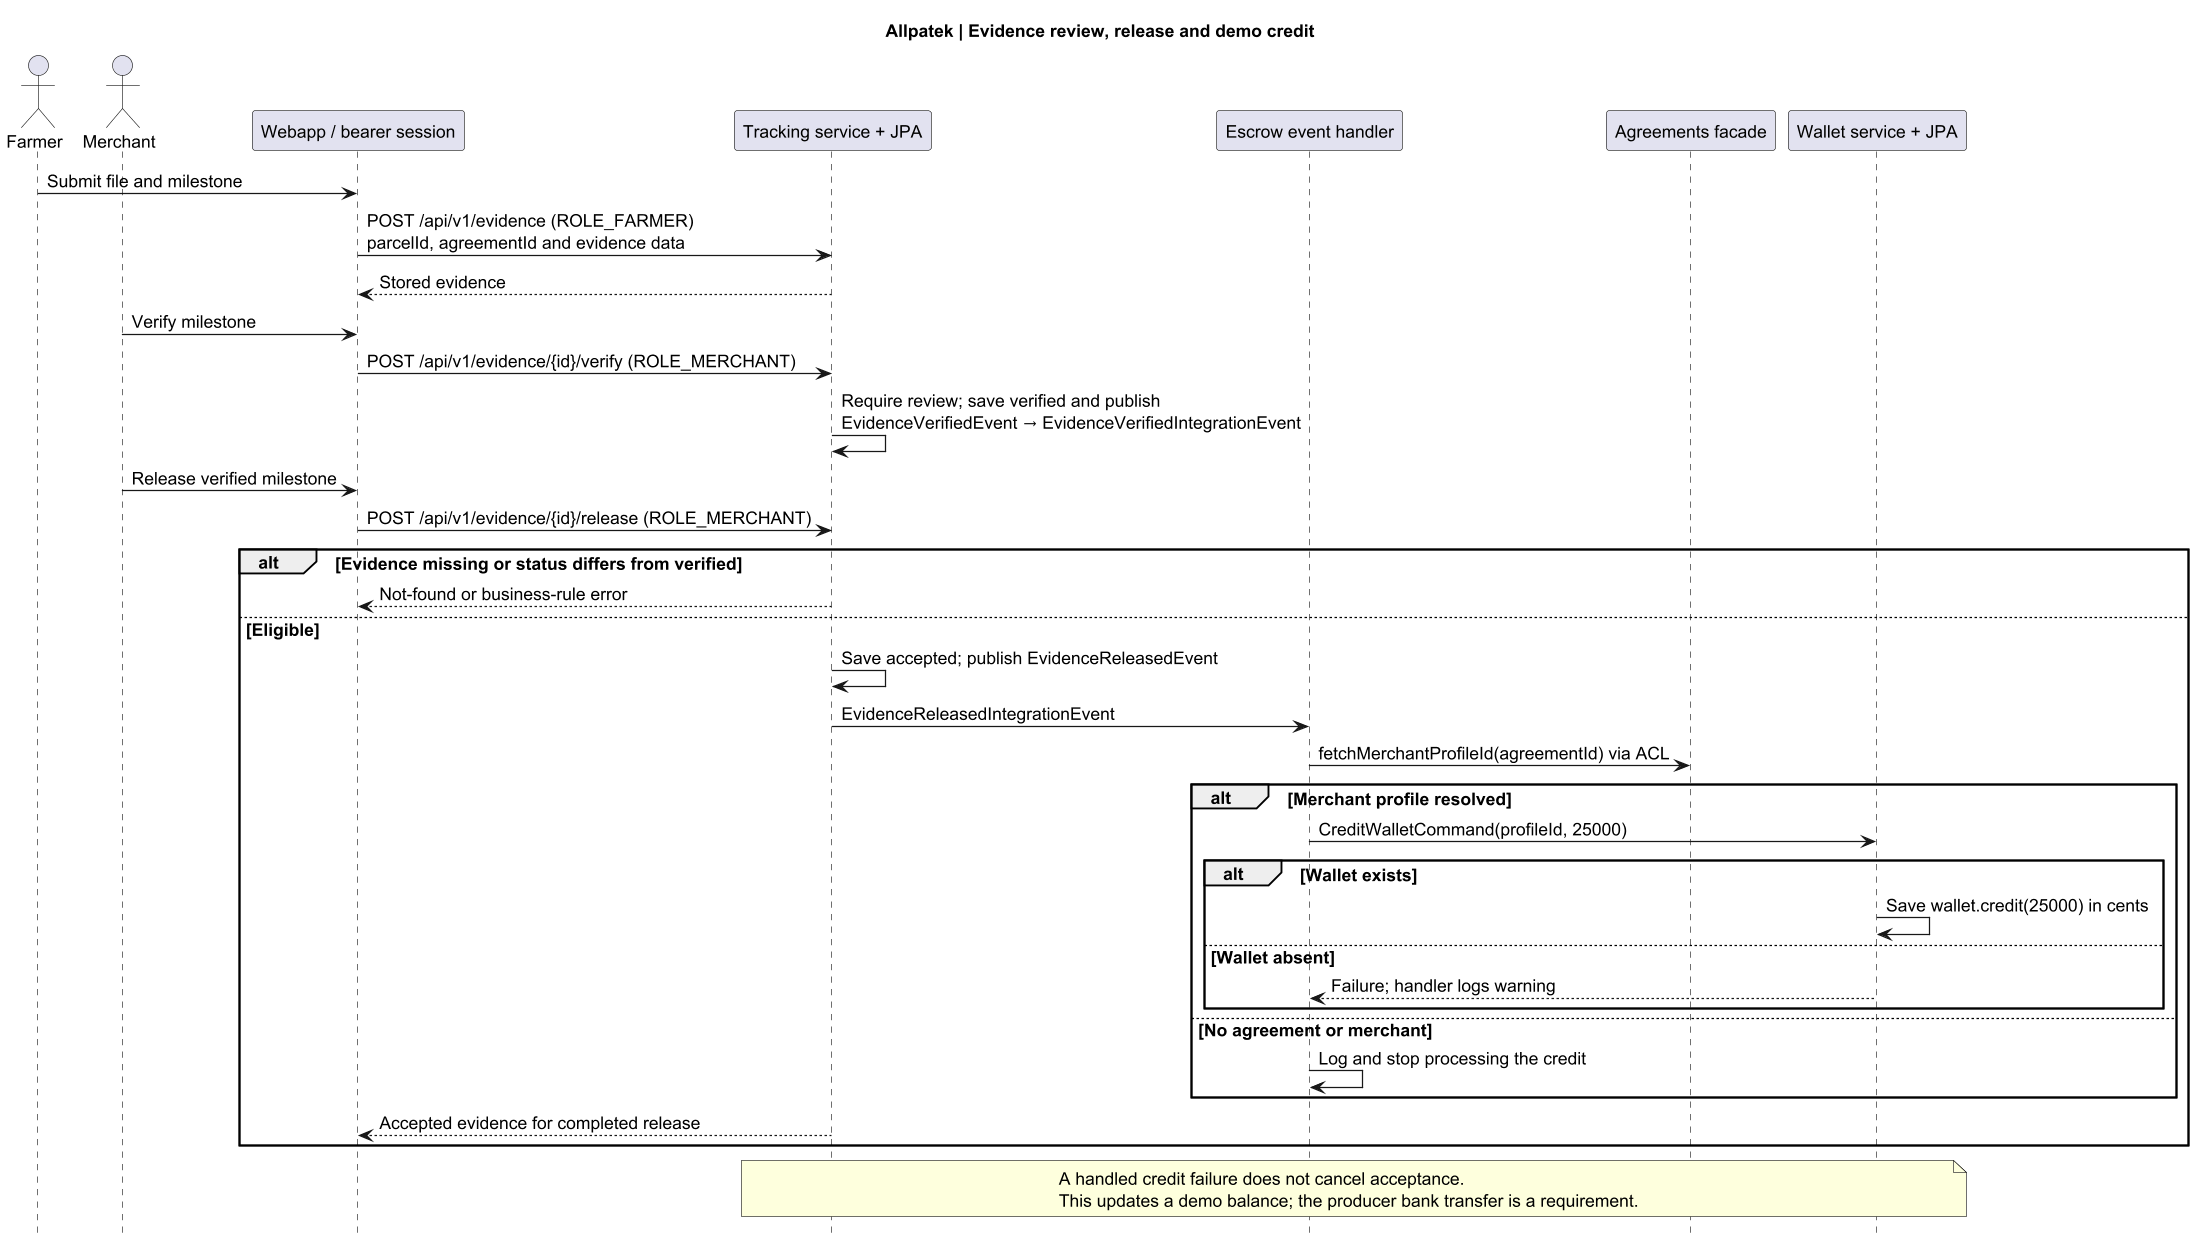 Allpatek | Evidence review, release and demo credit
Farmer
Merchant
Webapp / bearer session
Tracking service + JPA
Escrow event handler
Agreements facade
Wallet service + JPA
Submit file and milestone
POST /api/v1/evidence (ROLE_FARMER)
parcelId, agreementId and evidence data
Stored evidence
Verify milestone
POST /api/v1/evidence/{id}/verify (ROLE_MERCHANT)
Require review; save verified and publish
EvidenceVerifiedEvent → EvidenceVerifiedIntegrationEvent
Release verified milestone
POST /api/v1/evidence/{id}/release (ROLE_MERCHANT)
alt [Evidence missing or status differs from verified]
Not-found or business-rule error
[Eligible]
Save accepted; publish EvidenceReleasedEvent
EvidenceReleasedIntegrationEvent
fetchMerchantProfileId(agreementId) via ACL
alt [Merchant profile resolved]
CreditWalletCommand(profileId, 25000)
alt [Wallet exists]
Save wallet.credit(25000) in cents
[Wallet absent]
Failure; handler logs warning
[No agreement or merchant]
Log and stop processing the credit
Accepted evidence for completed release
A handled credit failure does not cancel acceptance.
This updates a demo balance; the producer bank transfer is a requirement.